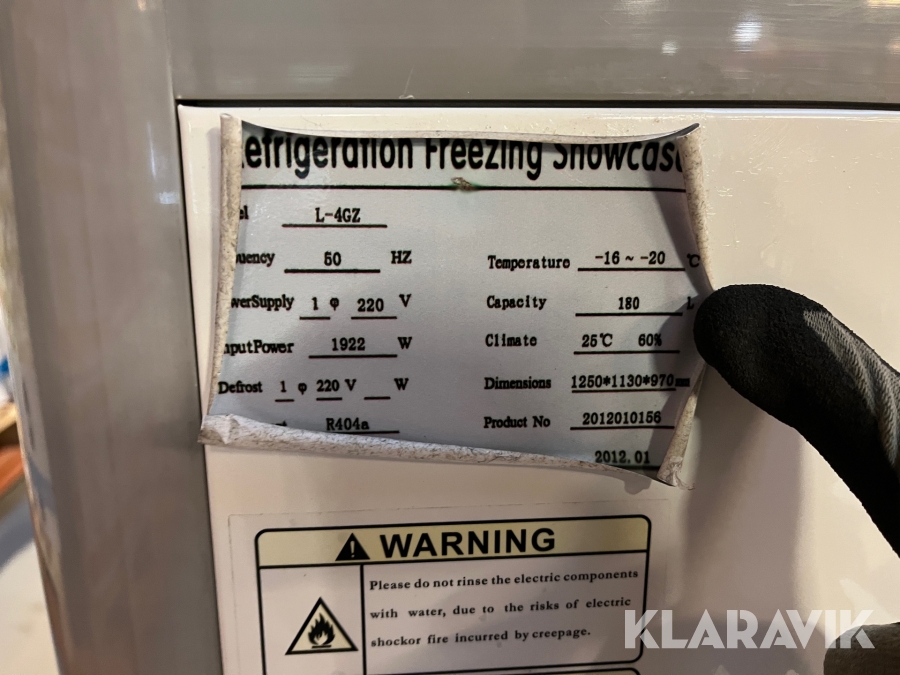 efrigeration Freezing Showcas
el L-4GZ
uency 50 HZ
Temperature -16 ~ -20 ℃
werSupply 1 φ 220 V
Capacity 180 L
nputPower 1922 W
Climate 25℃ 60%
Defrost 1 φ 220 V W
Dimensions 1250*1130*970mm
R404a
Product No 2012010156
2012.01
WARNING
Please do not rinse the electric components
with water, due to the risks of electric
shockor fire incurred by creepage.
KLARAVIK